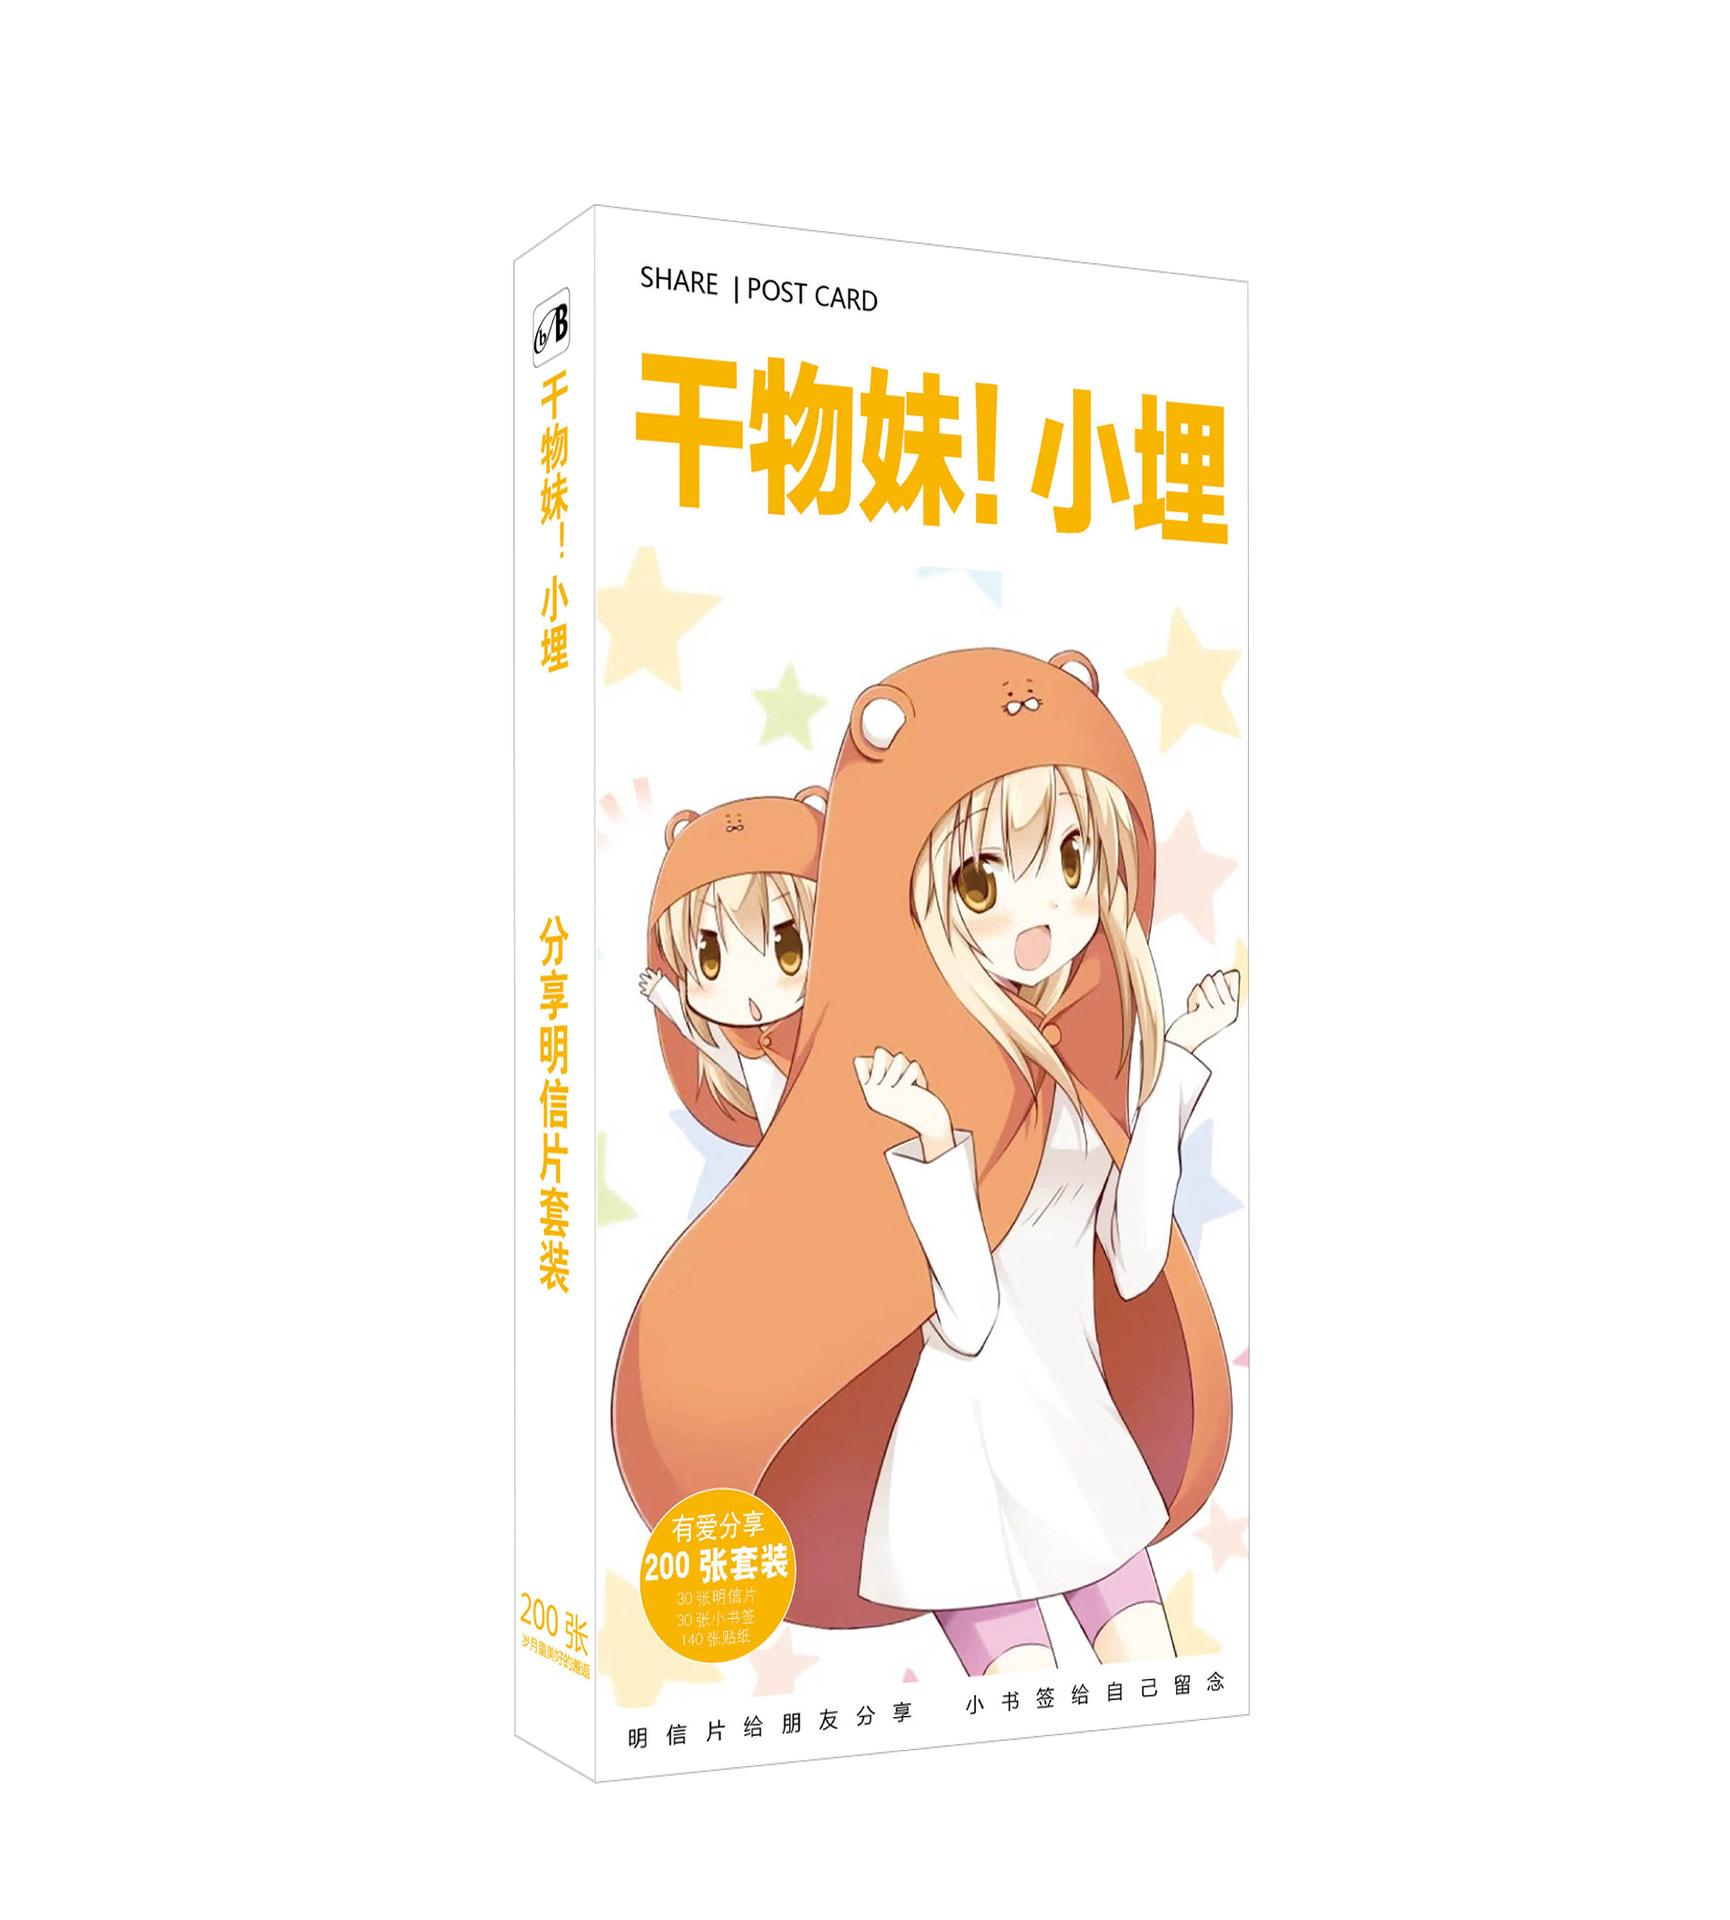 SHARE | POST CARD
干物妹！小埋
有爱分享
200 张套装
30 张明信片
30 张小书签
140 张贴纸
明信片给朋友分享 小书签给自己留念
bB
干物妹！小埋
分享明信片套装
200 张
岁月里美好的邂逅